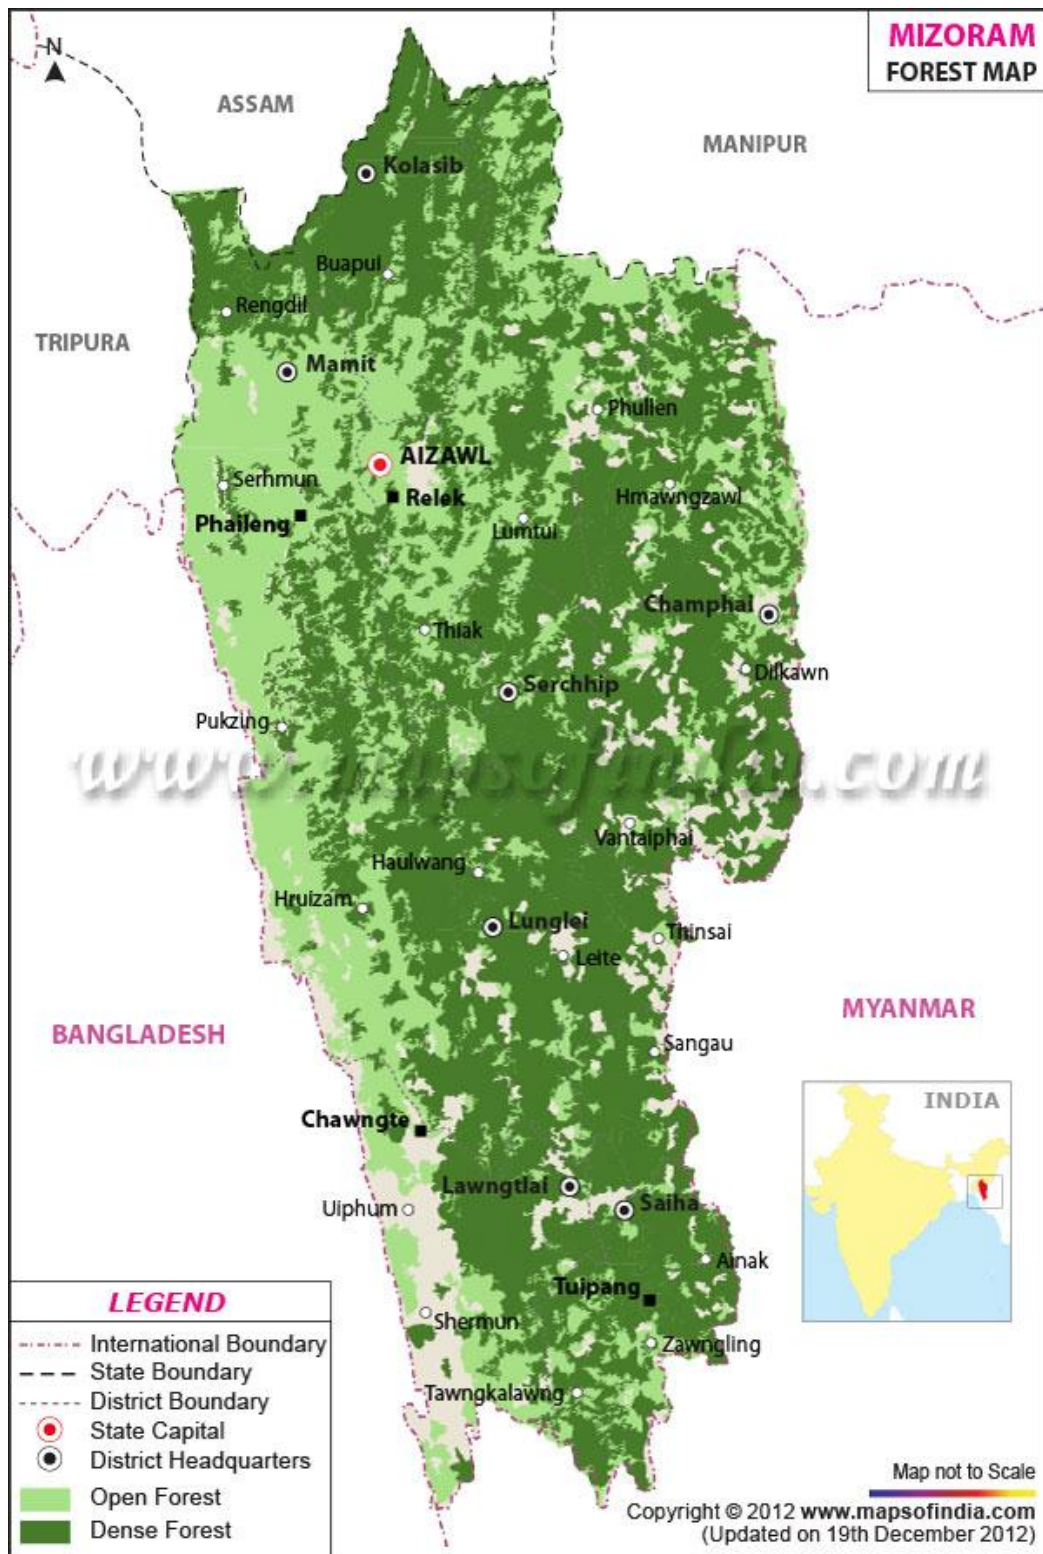 MIZORAM
FOREST MAP
N
ASSAM
MANIPUR
Kolasib
Buapui
Rengdil
TRIPURA
Mamit
Phullen
AIZAWL
Serhmun
Relek
Hmawngzawl
Phaileng
Lumtui
Champhai
Thiak
Dilkawn
Serchhip
Pukzing
www.mapsofindia.com
Vantaiphai
Haulwang
Hruizam
Lunglei
Thinsai
Leite
BANGLADESH
MYANMAR
Sangau
INDIA
Chawngte
Lawngtlai
Uiphum
Saiha
Ainak
Tuipang
Shermun
Zawngling
Tawngkalawng
LEGEND
International Boundary
State Boundary
District Boundary
State Capital
District Headquarters
Open Forest
Dense Forest
Map not to Scale
Copyright © 2012 www.mapsofindia.com
(Updated on 19th December 2012)